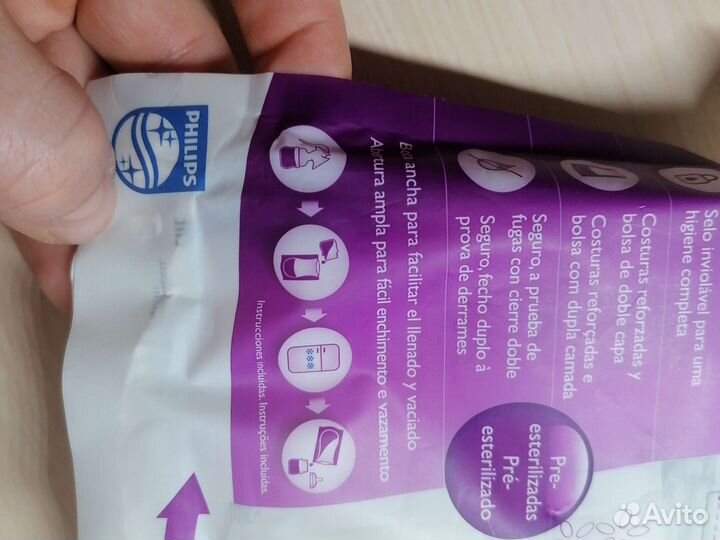 PHILIPS
Selo inviolável para uma
higiene completa
Costuras reforzadas y
bolsa de doble capa
Costuras reforçadas e
bolsa com dupla camada
Seguro, a prueba de
fugas con cierre doble
Seguro, fecho duplo à
prova de derrames
ancha para facilitar el llenado y vaciado
ampla para fácil enchimento e vazamento
Instrucciones incluidas. Instruções incluídas.
Pre-
esterilizadas
Pré-
esterilizado
Avito